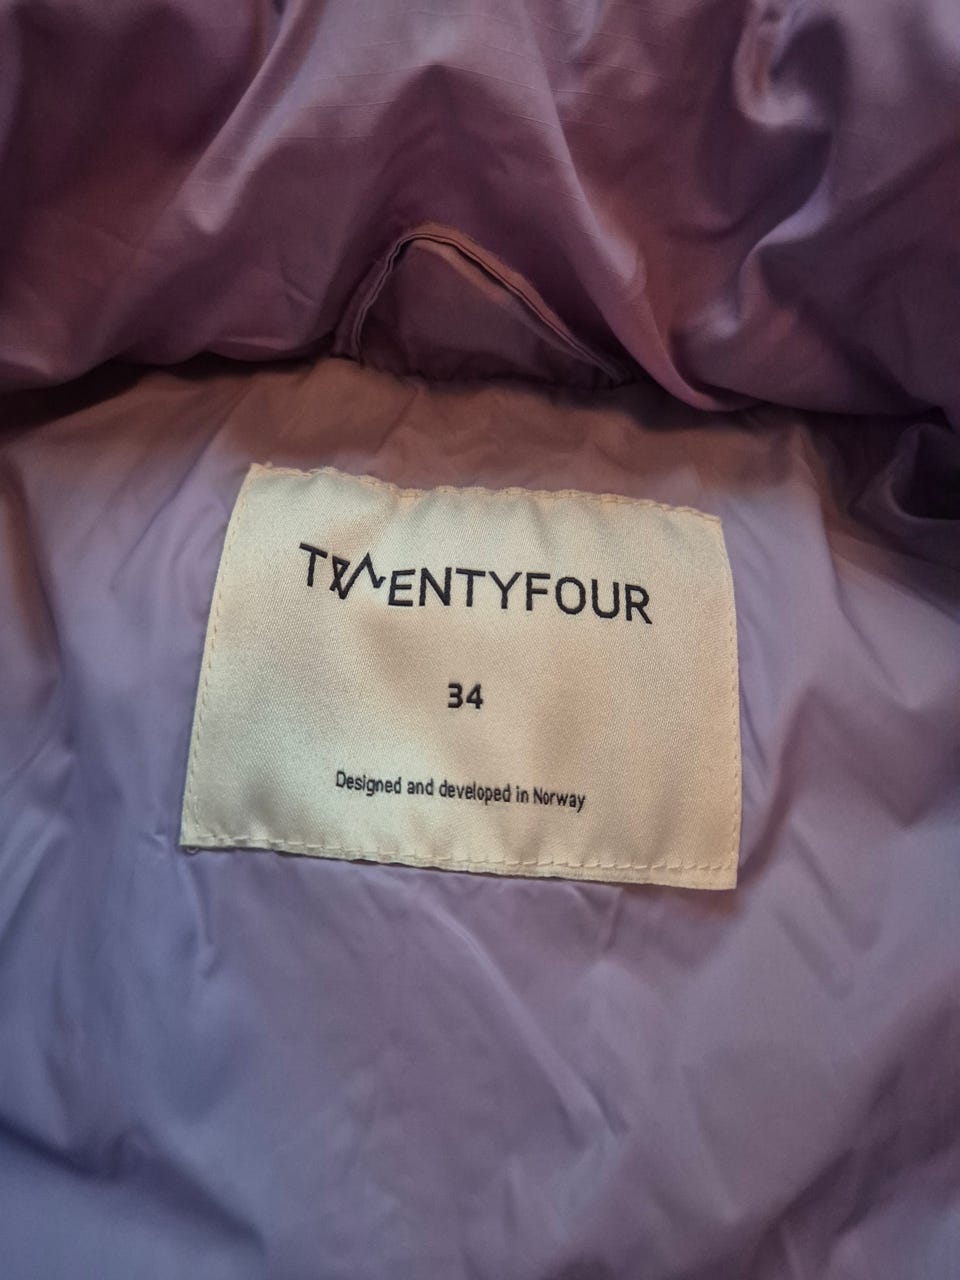 TWENTYFOUR
34
Designed and developed in Norway